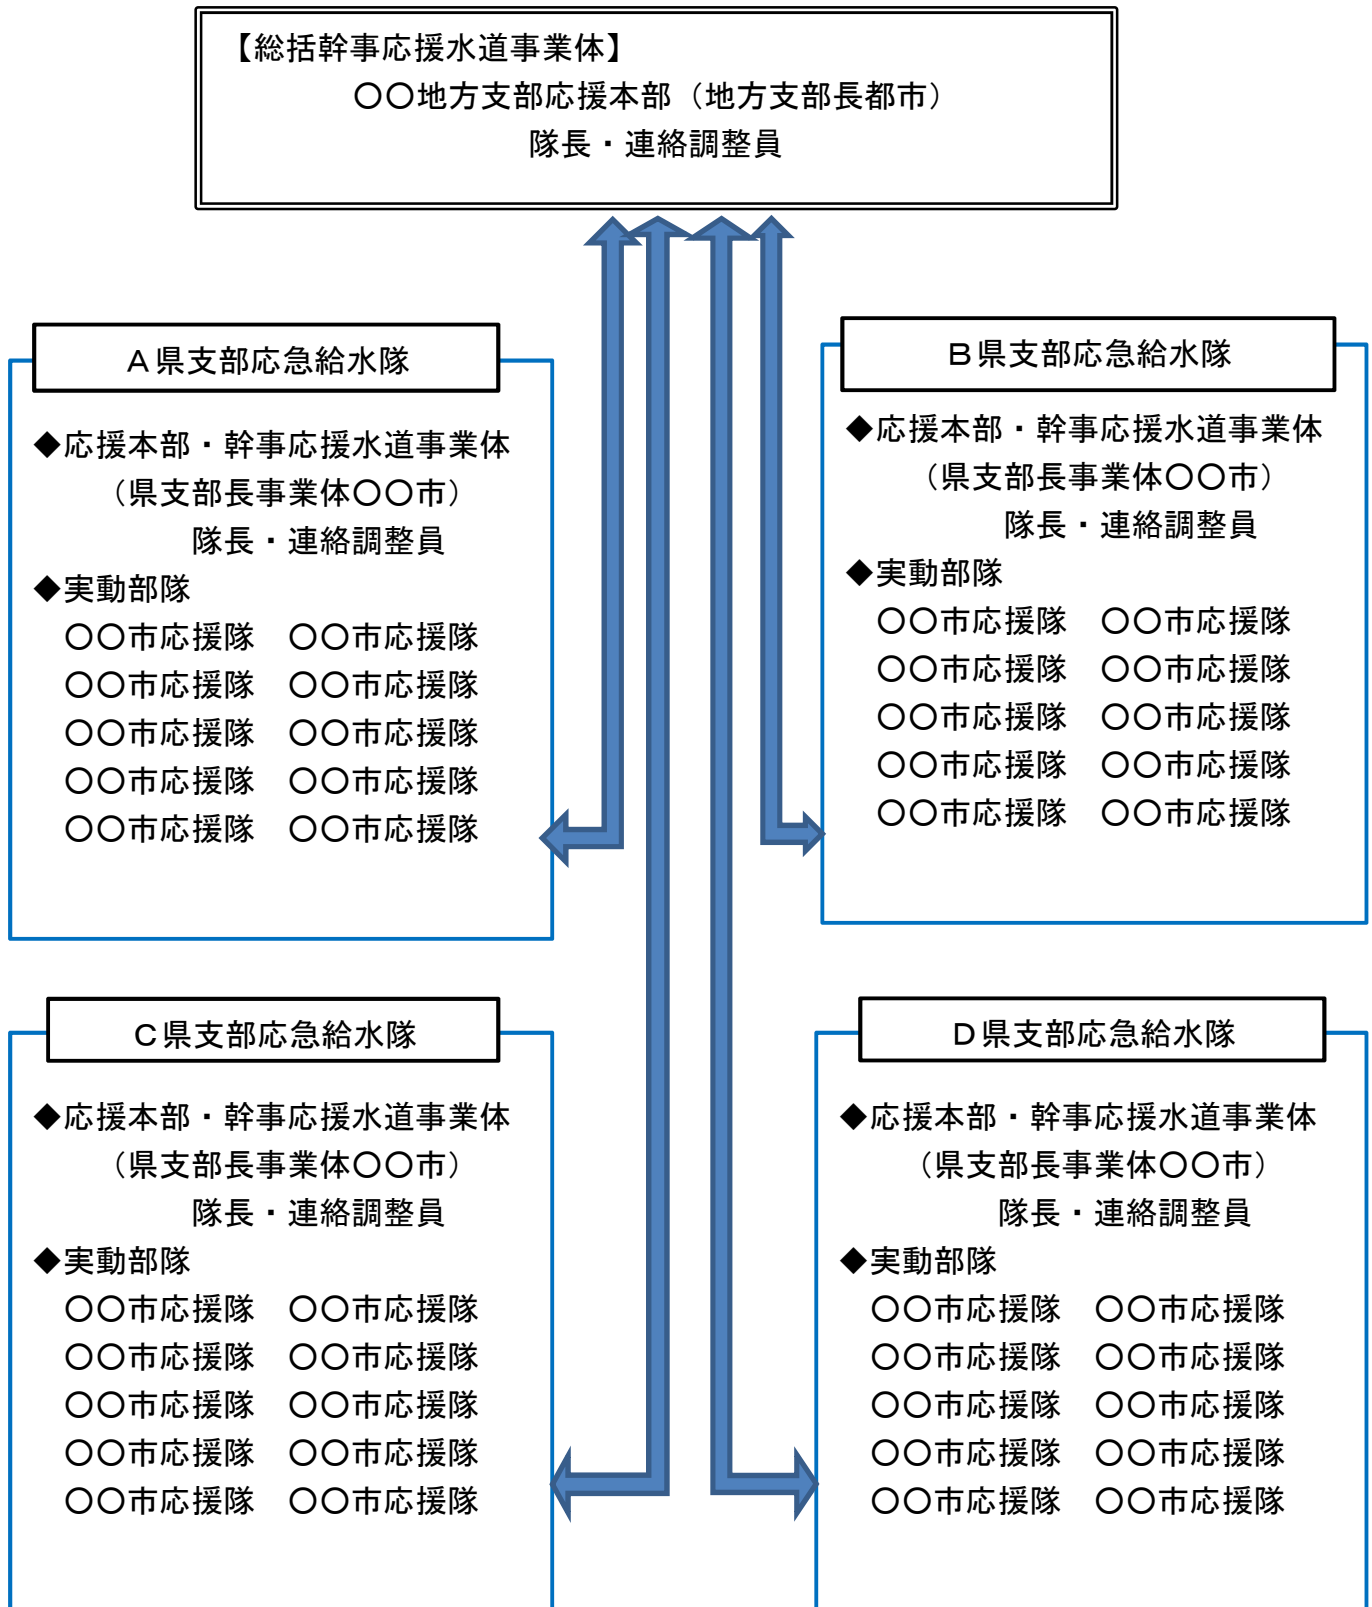 【総括幹事応援水道事業体】
〇〇地方支部応援本部（地方支部長都市）
隊長・連絡調整員
Ａ県支部応急給水隊
◆応援本部・幹事応援水道事業体
（県支部長事業体〇〇市）
隊長・連絡調整員
◆実動部隊
〇〇市応援隊　〇〇市応援隊
〇〇市応援隊　〇〇市応援隊
〇〇市応援隊　〇〇市応援隊
〇〇市応援隊　〇〇市応援隊
〇〇市応援隊　〇〇市応援隊
Ｂ県支部応急給水隊
◆応援本部・幹事応援水道事業体
（県支部長事業体〇〇市）
隊長・連絡調整員
◆実動部隊
〇〇市応援隊　〇〇市応援隊
〇〇市応援隊　〇〇市応援隊
〇〇市応援隊　〇〇市応援隊
〇〇市応援隊　〇〇市応援隊
〇〇市応援隊　〇〇市応援隊
Ｃ県支部応急給水隊
◆応援本部・幹事応援水道事業体
（県支部長事業体〇〇市）
隊長・連絡調整員
◆実動部隊
〇〇市応援隊　〇〇市応援隊
〇〇市応援隊　〇〇市応援隊
〇〇市応援隊　〇〇市応援隊
〇〇市応援隊　〇〇市応援隊
〇〇市応援隊　〇〇市応援隊
Ｄ県支部応急給水隊
◆応援本部・幹事応援水道事業体
（県支部長事業体〇〇市）
隊長・連絡調整員
◆実動部隊
〇〇市応援隊　〇〇市応援隊
〇〇市応援隊　〇〇市応援隊
〇〇市応援隊　〇〇市応援隊
〇〇市応援隊　〇〇市応援隊
〇〇市応援隊　〇〇市応援隊